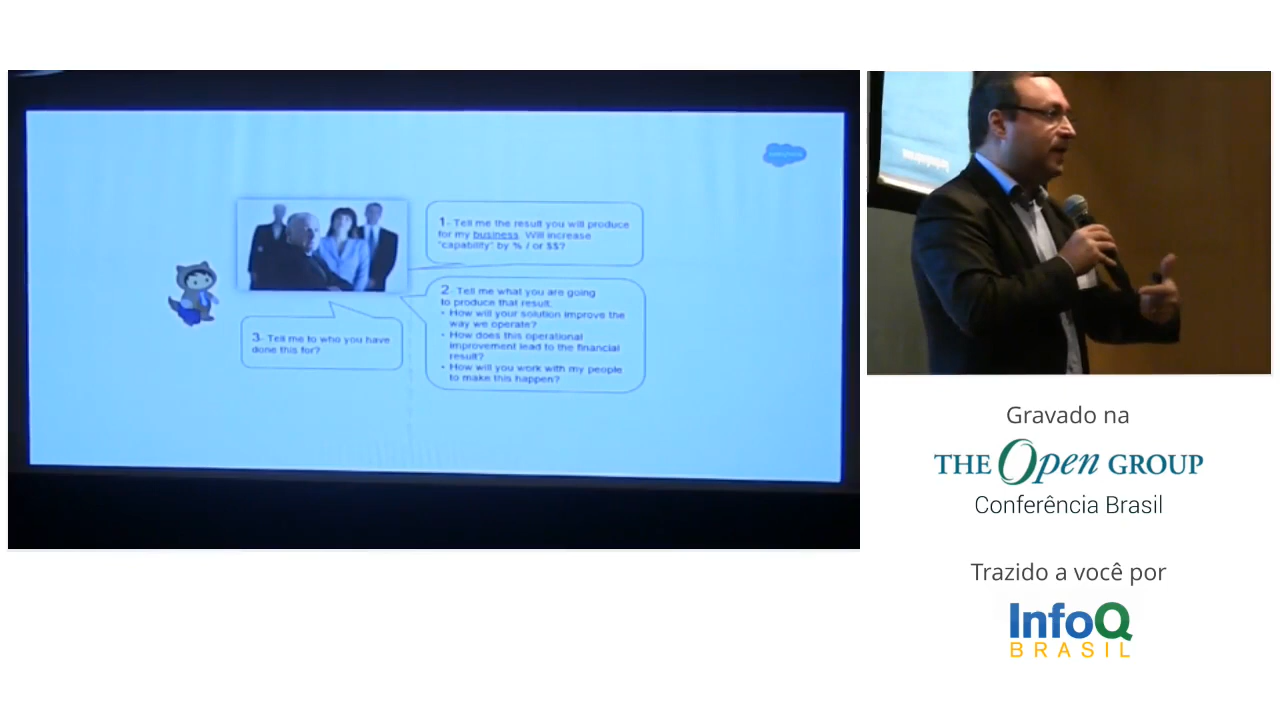 1- Tell me the result you will produce
for my business. Will increase
"capability" by % / or $$?
2- Tell me what you are going
to produce that result:
- How will your solution improve the
way we operate?
- How does this operational
improvement lead to the financial
result?
- How will you work with my people
to make this happen?
3- Tell me to who you have
done this for?
Gravado na
THE Open GROUP
Conferência Brasil
Trazido a você por
InfoQ
BRASIL